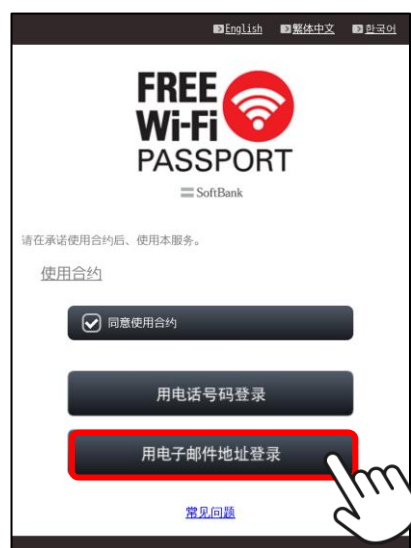 English 繁体中文 한국어
FREE
Wi-Fi
PASSPORT
SoftBank
请在承诺使用合约后、使用本服务。
使用合约
同意使用合约
用电话号码登录
用电子邮件地址登录
常见问题